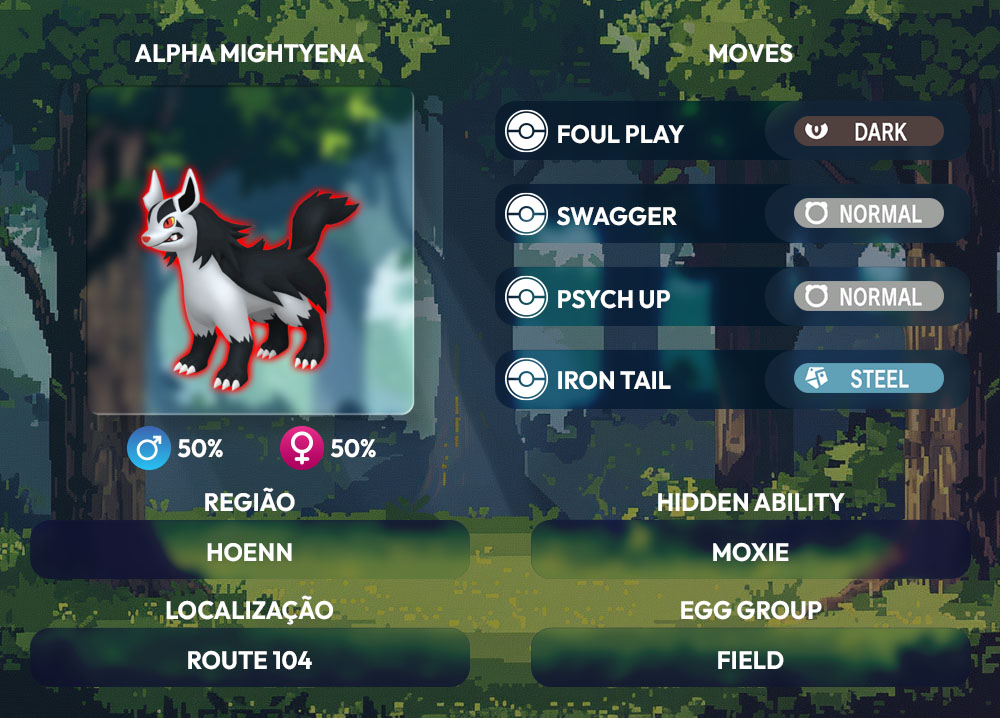 ALPHA MIGHTYENA
♂ 50% ♀ 50%
REGIÃO
HOENN
LOCALIZAÇÃO
ROUTE 104
MOVES
FOUL PLAY DARK
SWAGGER NORMAL
PSYCH UP NORMAL
IRON TAIL STEEL
HIDDEN ABILITY
MOXIE
EGG GROUP
FIELD